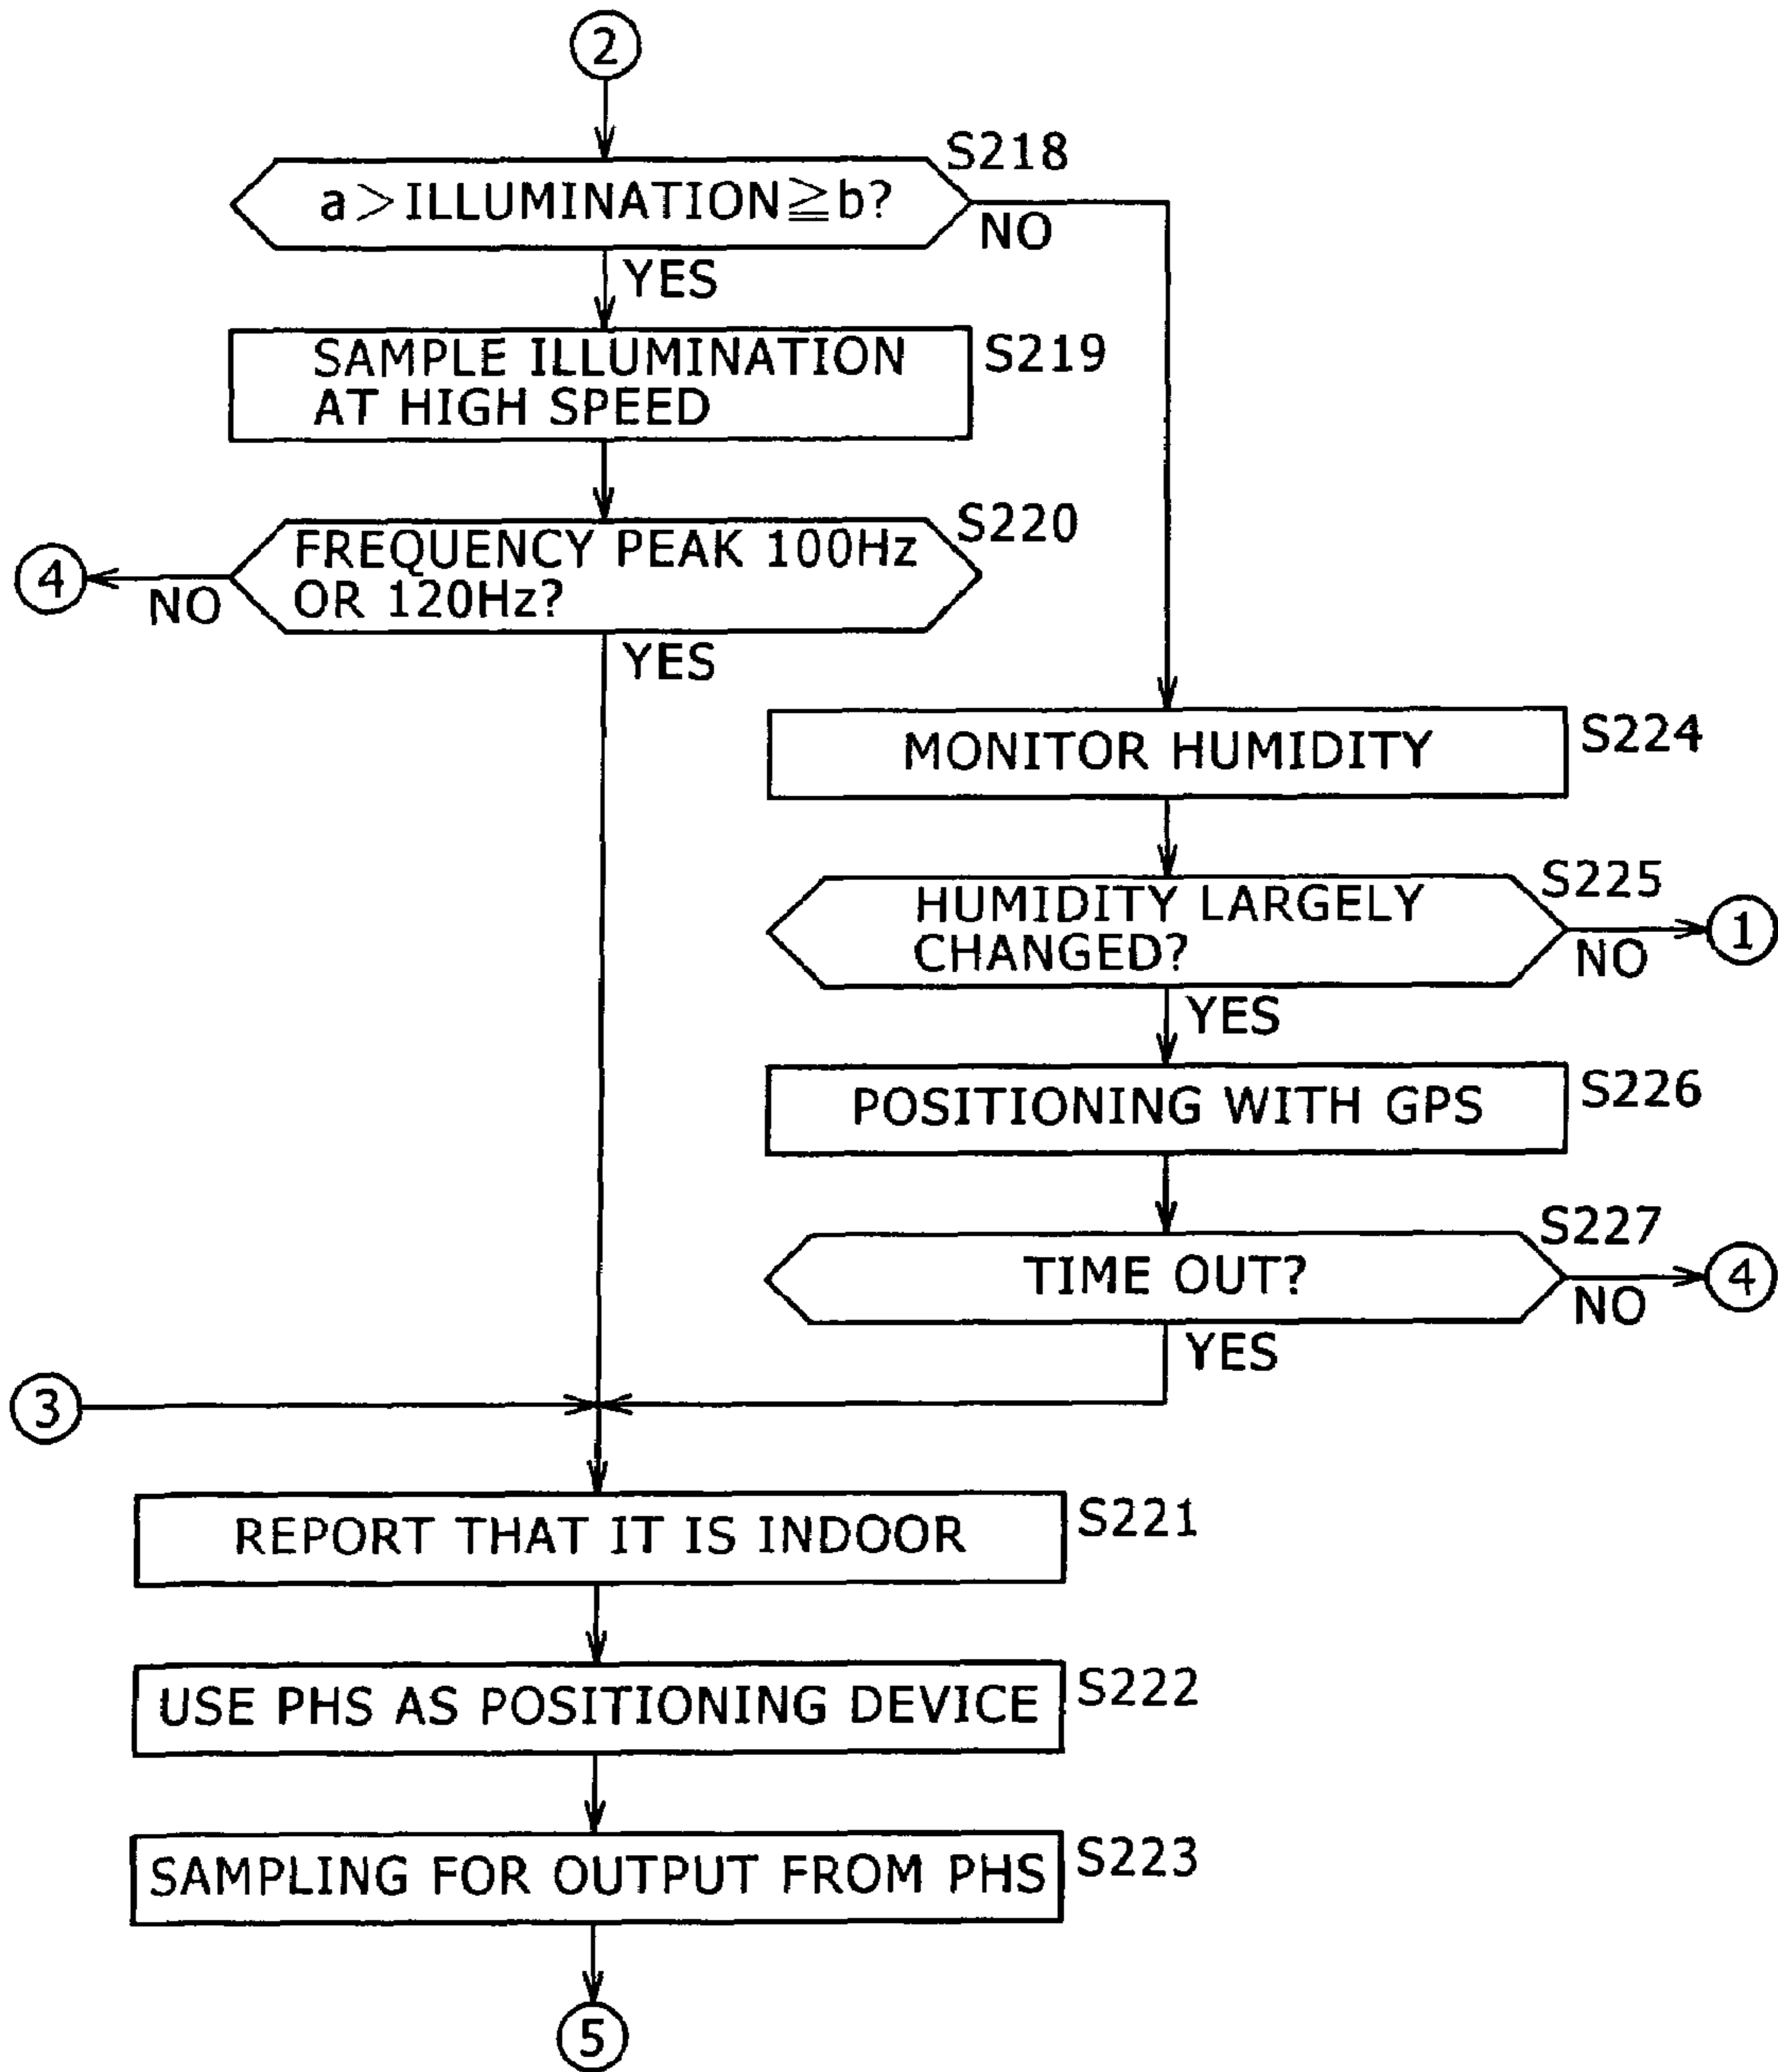 2
S218
a>ILLUMINATION≧b?
NO
YES
SAMPLE ILLUMINATION
AT HIGH SPEED
S219
S220
FREQUENCY PEAK 100Hz
OR 120Hz?
4
NO
YES
MONITOR HUMIDITY
S224
S225
HUMIDITY LARGELY
CHANGED?
1
NO
YES
POSITIONING WITH GPS
S226
S227
TIME OUT?
4
NO
YES
3
REPORT THAT IT IS INDOOR
S221
USE PHS AS POSITIONING DEVICE
S222
SAMPLING FOR OUTPUT FROM PHS
S223
5